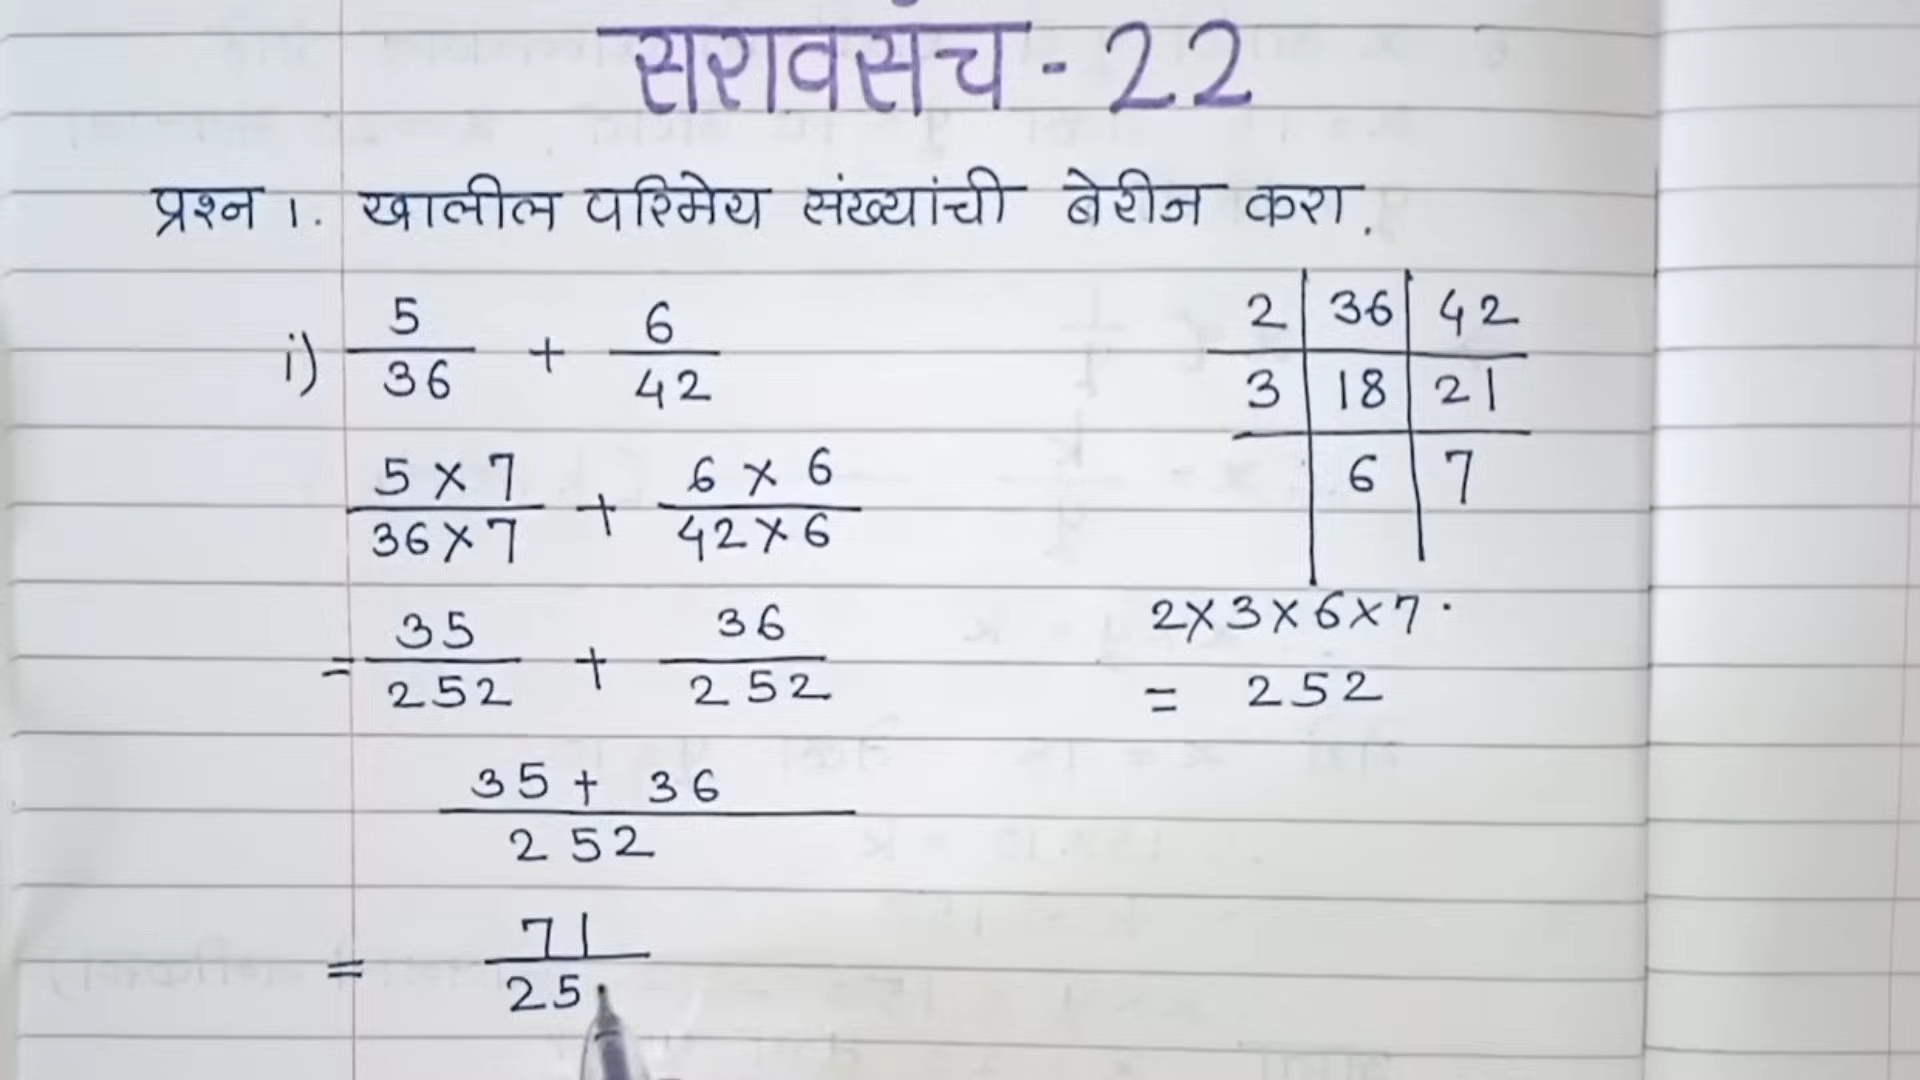 सरावसंच - 22
प्रश्न 1. खालील परिमेय संख्यांची बेरीज करा.
i) 5/36 + 6/42
5 × 7/36 × 7 + 6 × 6/42 × 6
= 35/252 + 36/252
35 + 36/252
= 71/25
2 | 36 | 42
3 | 18 | 21
6 | 7
2 × 3 × 6 × 7 .
= 252